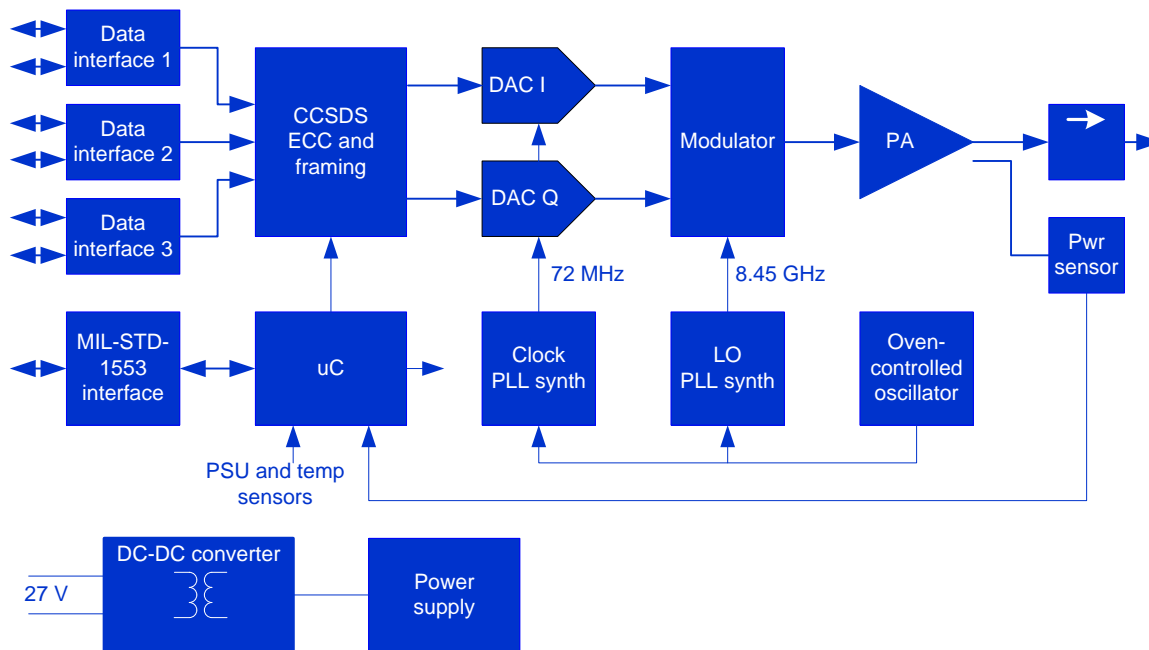 Data
interface 1
Data
interface 2
Data
interface 3
CCSDS
ECC and
framing
DAC I
DAC Q
Modulator
PA
Pwr
sensor
72 MHz
8.45 GHz
MIL-STD-
1553
interface
uC
Clock
PLL synth
LO
PLL synth
Oven-
controlled
oscillator
PSU and temp
sensors
DC-DC converter
27 V
Power
supply